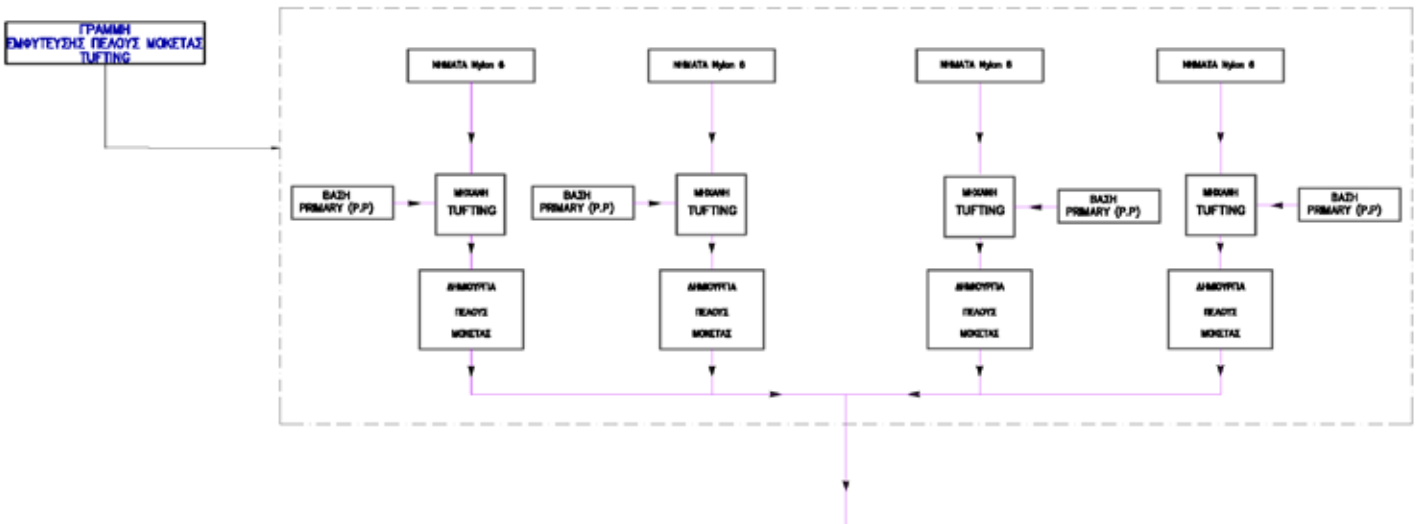 ΓΡΑΜΜΗ
ΕΜΦΥΤΕΥΣΗΣ ΠΕΛΟΥΣ ΜΟΚΕΤΑΣ
TUFTING
ΝΗΜΑΤΑ Nylon 6
ΝΗΜΑΤΑ Nylon 6
ΝΗΜΑΤΑ Nylon 6
ΝΗΜΑΤΑ Nylon 6
ΒΑΣΗ
PRIMARY (P.P)
ΜΗΧΑΝΗ
TUFTING
ΒΑΣΗ
PRIMARY (P.P)
ΜΗΧΑΝΗ
TUFTING
ΜΗΧΑΝΗ
TUFTING
ΒΑΣΗ
PRIMARY (P.P)
ΜΗΧΑΝΗ
TUFTING
ΒΑΣΗ
PRIMARY (P.P)
ΔΗΜΙΟΥΡΓΙΑ
ΠΕΛΟΥΣ
ΜΟΚΕΤΑΣ
ΔΗΜΙΟΥΡΓΙΑ
ΠΕΛΟΥΣ
ΜΟΚΕΤΑΣ
ΔΗΜΙΟΥΡΓΙΑ
ΠΕΛΟΥΣ
ΜΟΚΕΤΑΣ
ΔΗΜΙΟΥΡΓΙΑ
ΠΕΛΟΥΣ
ΜΟΚΕΤΑΣ